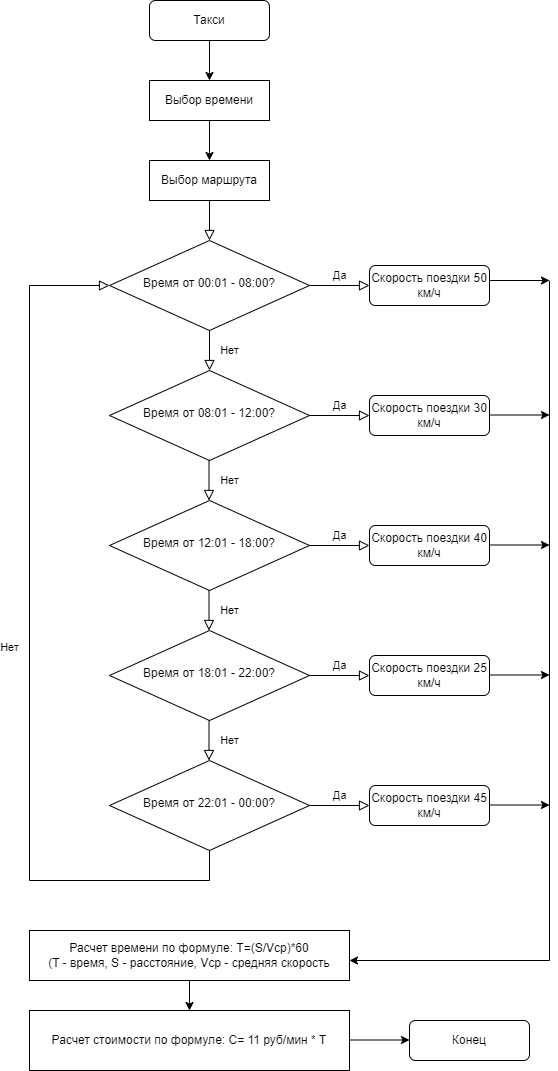 Такси
Выбор времени
Выбор маршрута
Время от 00:01 - 08:00?
Да
Скорость поездки 50
км/ч
Нет
Время от 08:01 - 12:00?
Да
Скорость поездки 30
км/ч
Нет
Время от 12:01 - 18:00?
Да
Скорость поездки 40
км/ч
Нет
Нет
Время от 18:01 - 22:00?
Да
Скорость поездки 25
км/ч
Нет
Время от 22:01 - 00:00?
Да
Скорость поездки 45
км/ч
Расчет времени по формуле: T=(S/Vср)*60
(T - время, S - расстояние, Vср - средняя скорость
Расчет стоимости по формуле: С= 11 руб/мин * Т
Конец